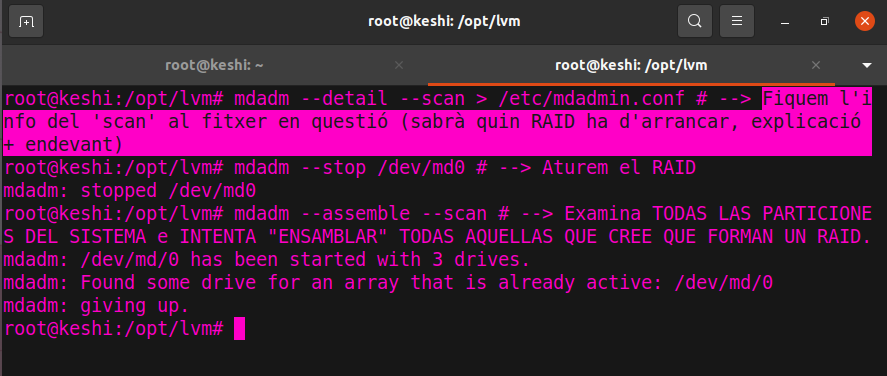 root@keshi: /opt/lvm
root@keshi: ~
root@keshi: /opt/lvm
root@keshi:/opt/lvm# mdadm --detail --scan > /etc/mdadmin.conf # --> Fiquem l'i
nfo del 'scan' al fitxer en questió (sabrà quin RAID ha d'arrancar, explicació
+ endevant)
root@keshi:/opt/lvm# mdadm --stop /dev/md0 # --> Aturem el RAID
mdadm: stopped /dev/md0
root@keshi:/opt/lvm# mdadm --assemble --scan # --> Examina TODAS LAS PARTICIONE
S DEL SISTEMA e INTENTA "ENSAMBLAR" TODAS AQUELLAS QUE CREE QUE FORMAN UN RAID.
mdadm: /dev/md/0 has been started with 3 drives.
mdadm: Found some drive for an array that is already active: /dev/md/0
mdadm: giving up.
root@keshi:/opt/lvm#